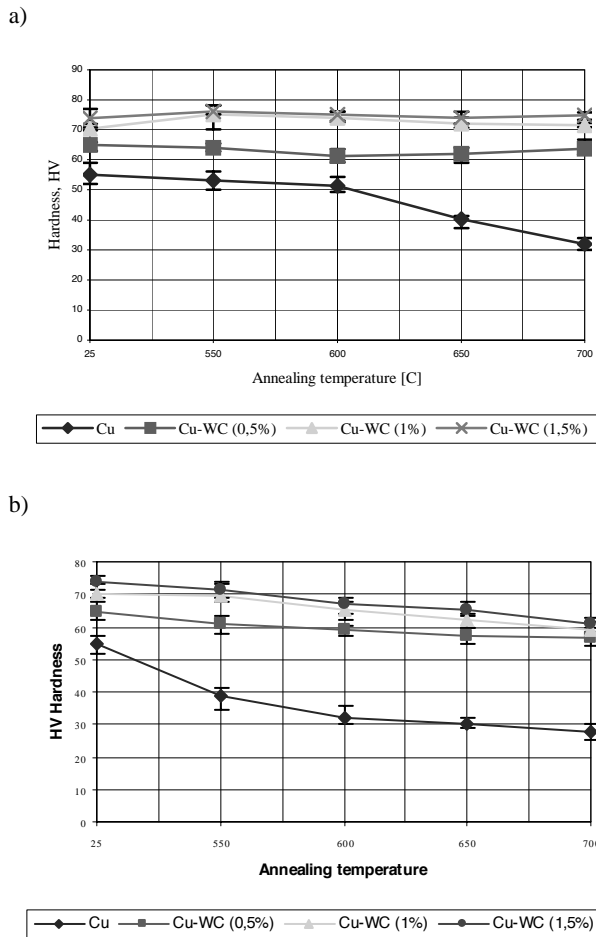 a)
90
80
70
60
50
40
30
20
10
0
Hardness, HV
25 550 600 650 700
Annealing temperature [C]
Cu Cu-WC (0,5%) Cu-WC (1%) Cu-WC (1,5%)
b)
80
70
60
50
40
30
20
10
0
HV Hardness
25 550 600 650 700
Annealing temperature
Cu Cu-WC (0,5%) Cu-WC (1%) Cu-WC (1,5%)